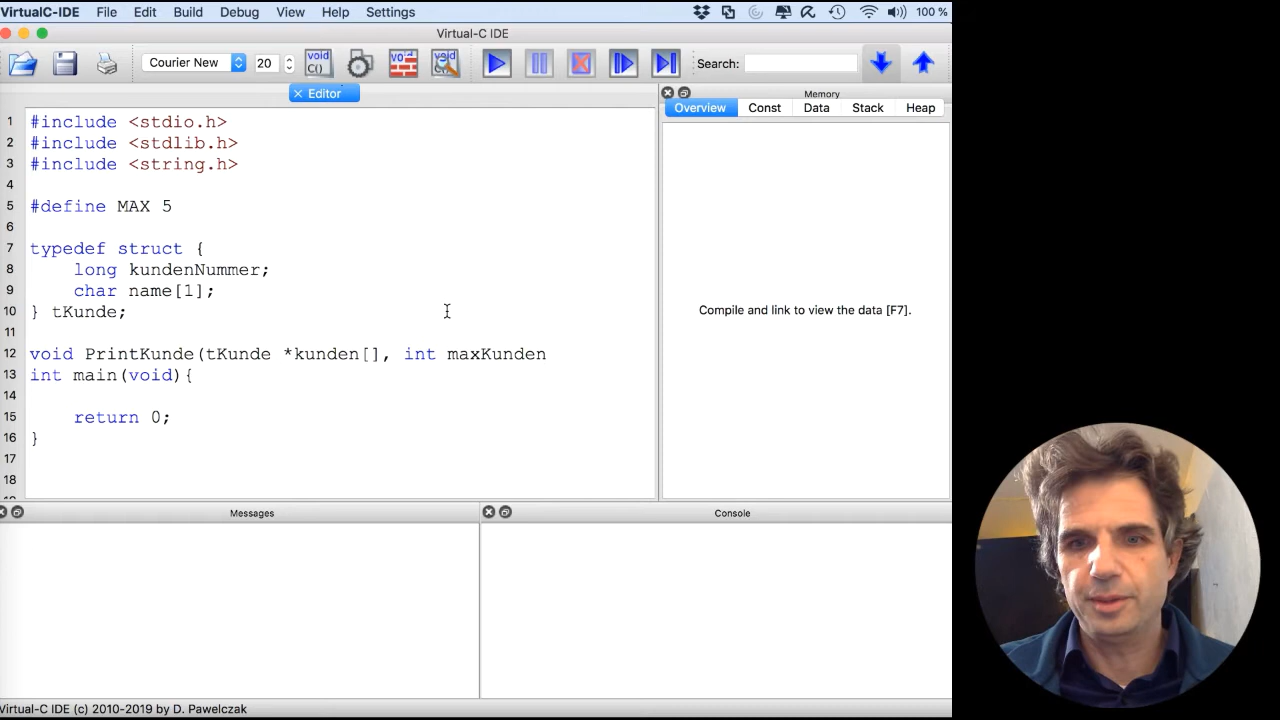 VirtualC-IDE File Edit Build Debug View Help Settings 100 %
Virtual-C IDE
Courier New 20 void C() VO void C() Search:
Editor
Memory
Overview Const Data Stack Heap
1 #include <stdio.h>
2 #include <stdlib.h>
3 #include <string.h>
4
5 #define MAX 5
6
7 typedef struct {
8 long kundenNummer;
9 char name[1];
10 } tKunde;
11
12 void PrintKunde(tKunde *kunden[], int maxKunden
13 int main(void){
14
15 return 0;
16 }
17
18
Compile and link to view the data [F7].
Messages
Console
Virtual-C IDE (c) 2010-2019 by D. Pawelczak